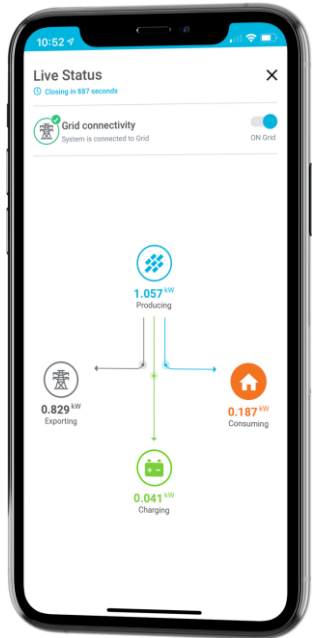 10:52
Live Status
Closing in 887 seconds
Grid connectivity
System is connected to Grid
ON Grid
1.057 kW
Producing
0.829 kW
Exporting
0.187 kW
Consuming
0.041 kW
Charging